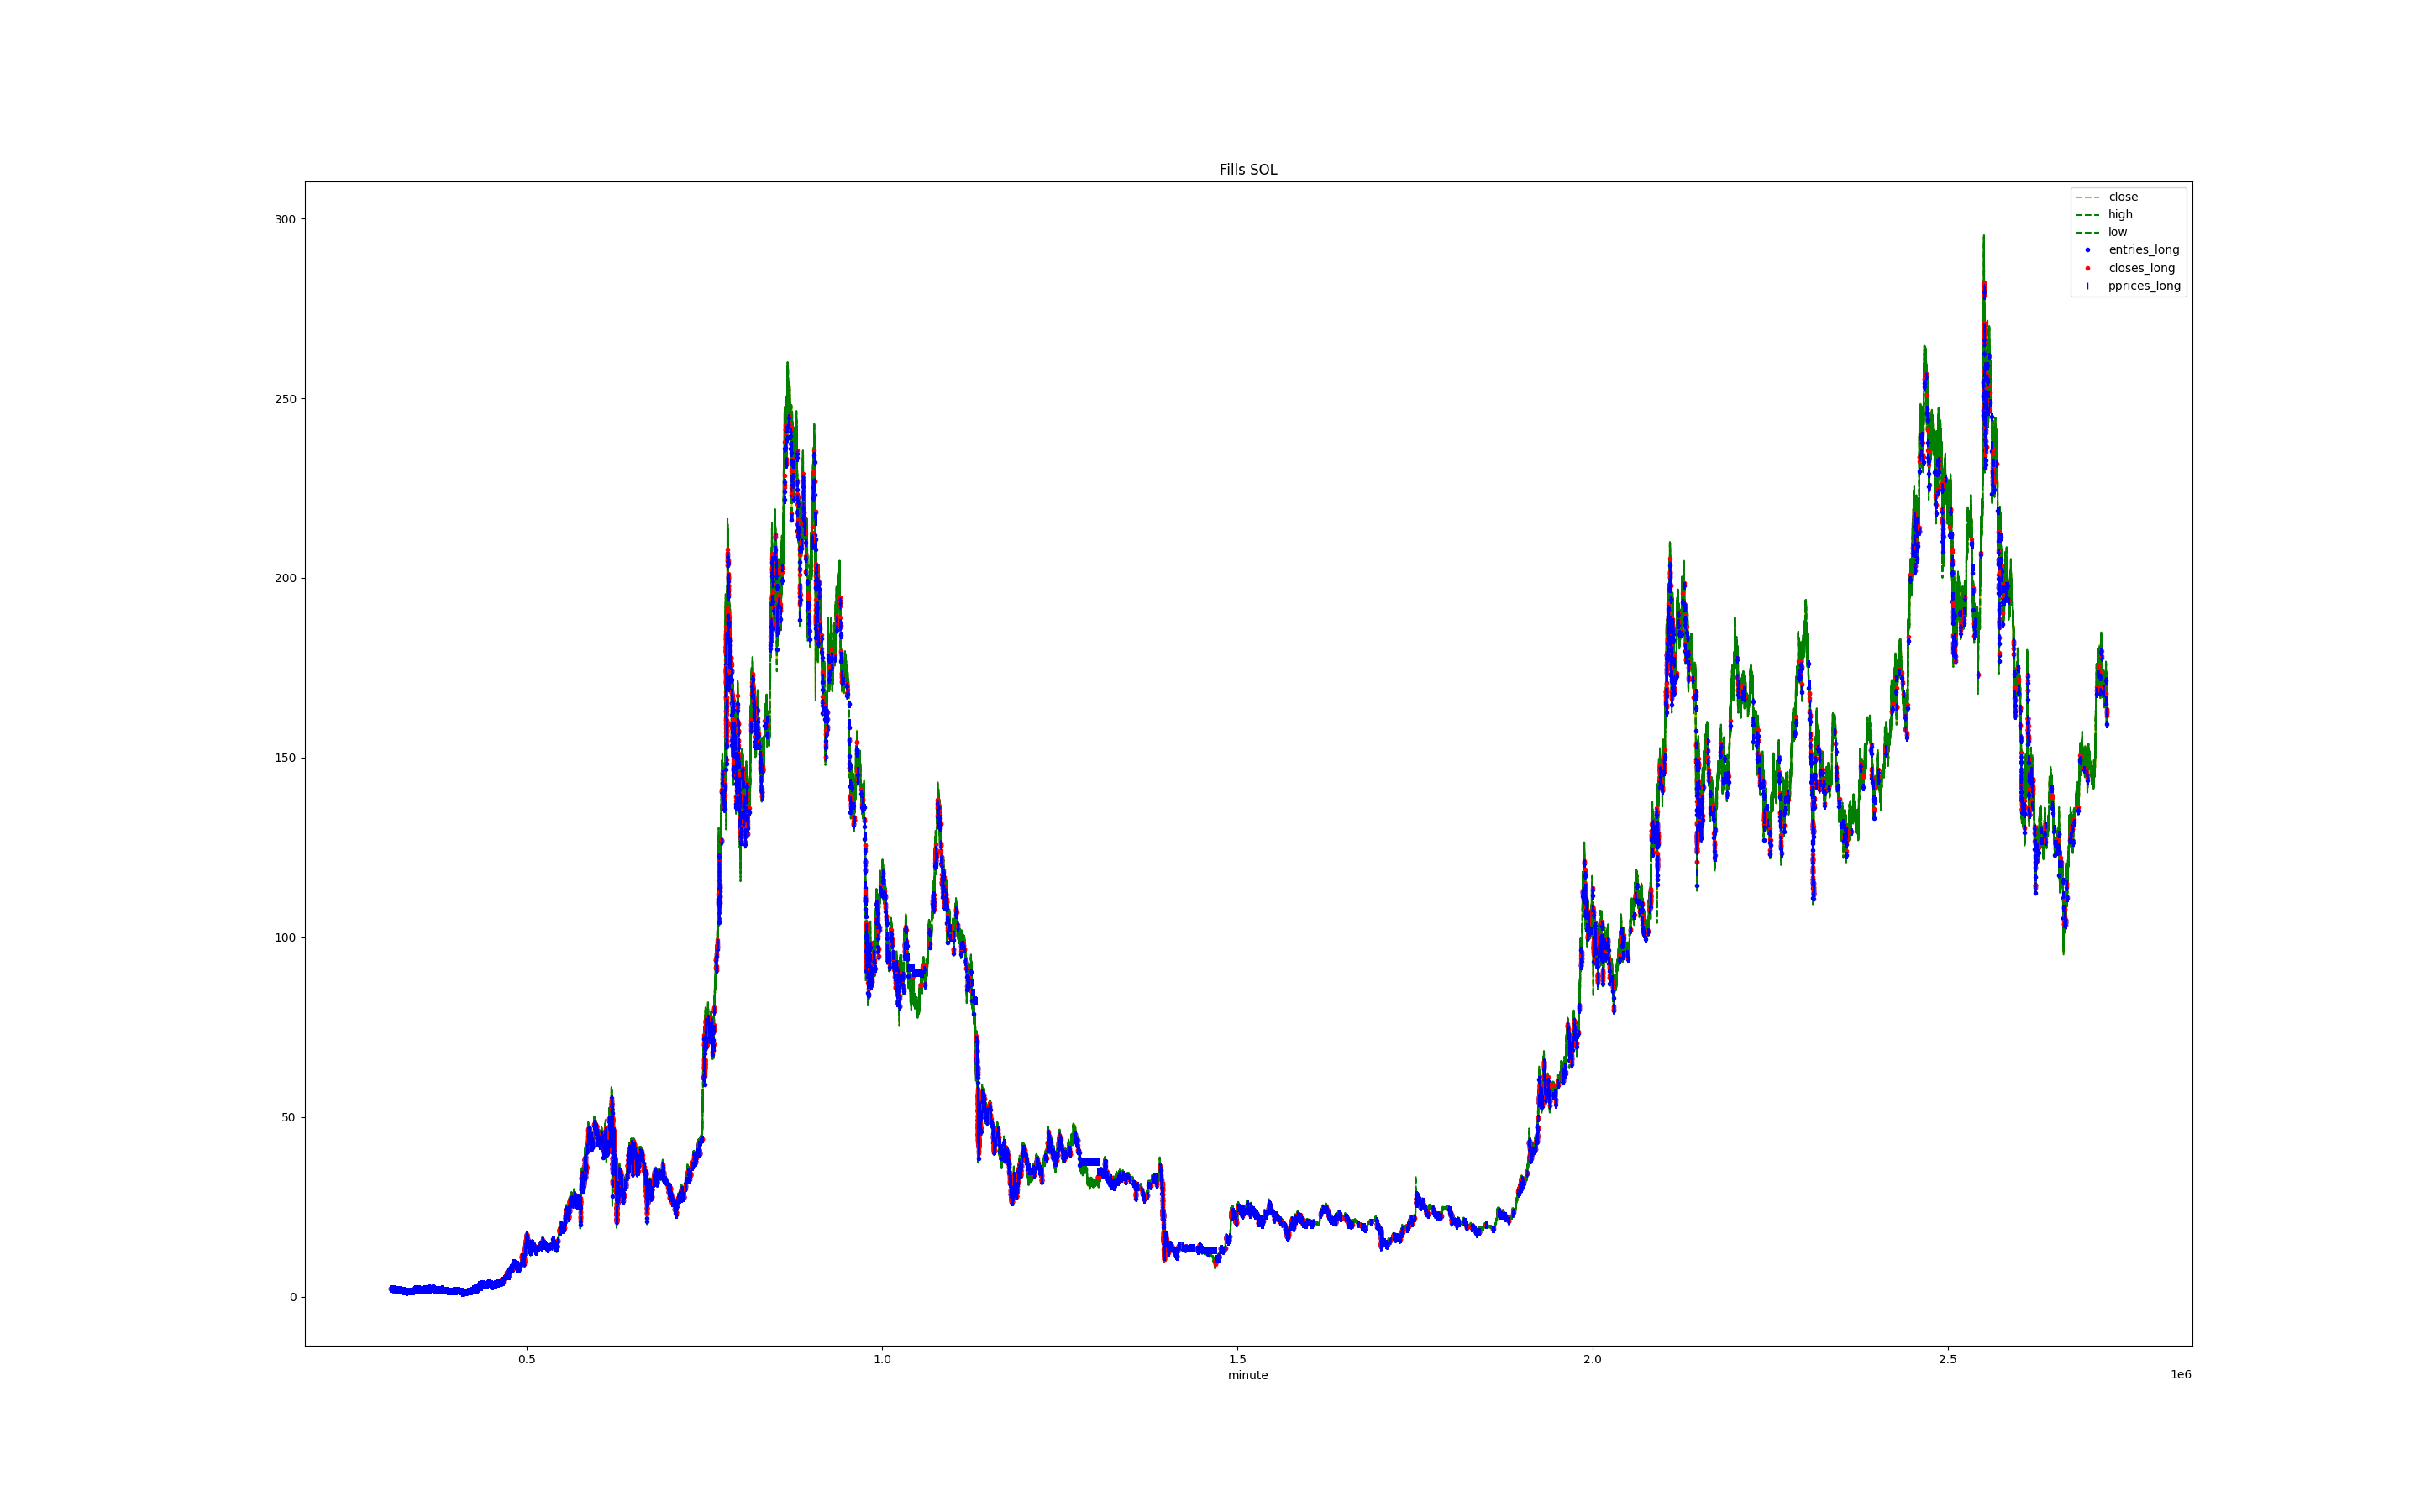 Fills SOL
close
high
low
entries_long
closes_long
pprices_long
300
250
200
150
100
50
0
0.5 1.0 1.5 2.0 2.5
minute 1e6